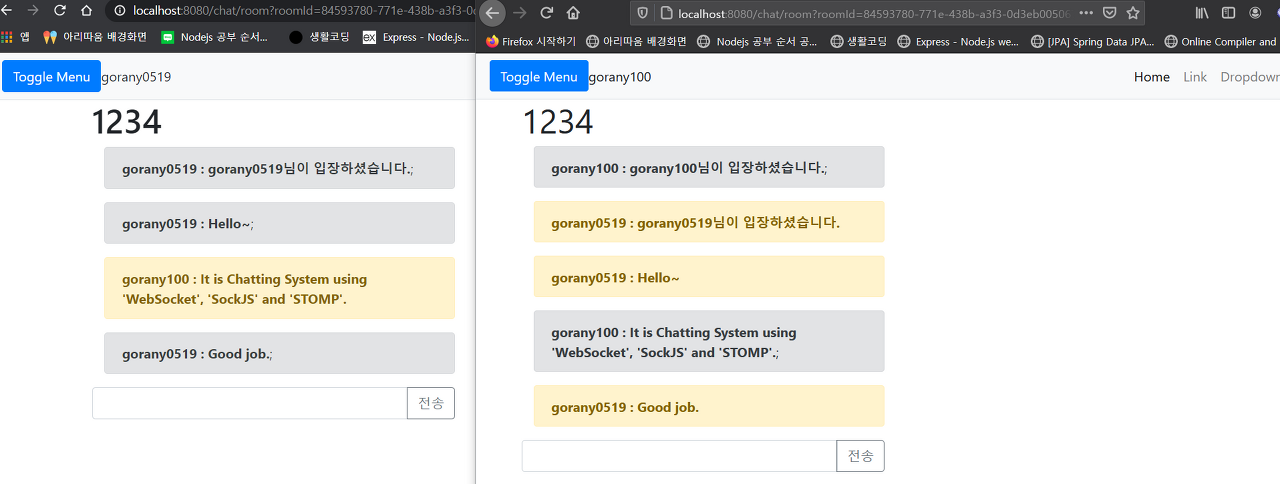 localhost:8080/chat/room?roomId=84593780-771e-438b-a3f3-0d
앱 아리따움 배경화면 Nodejs 공부 순서... 생활코딩 Express - Node.js...
Toggle Menu gorany0519
1234
gorany0519 : gorany0519님이 입장하셨습니다.;
gorany0519 : Hello~;
gorany100 : It is Chatting System using
'WebSocket', 'SockJS' and 'STOMP'.
gorany0519 : Good job.;
전송
localhost:8080/chat/room?roomId=84593780-771e-438b-a3f3-0d3eb00506
Firefox 시작하기 아리따움 배경화면 Nodejs 공부 순서 공... 생활코딩 Express - Node.js we... [JPA] Spring Data JPA... Online Compiler and
Toggle Menu gorany100 Home Link Dropdown
1234
gorany100 : gorany100님이 입장하셨습니다.;
gorany0519 : gorany0519님이 입장하셨습니다.
gorany0519 : Hello~
gorany100 : It is Chatting System using
'WebSocket', 'SockJS' and 'STOMP'.;
gorany0519 : Good job.
전송